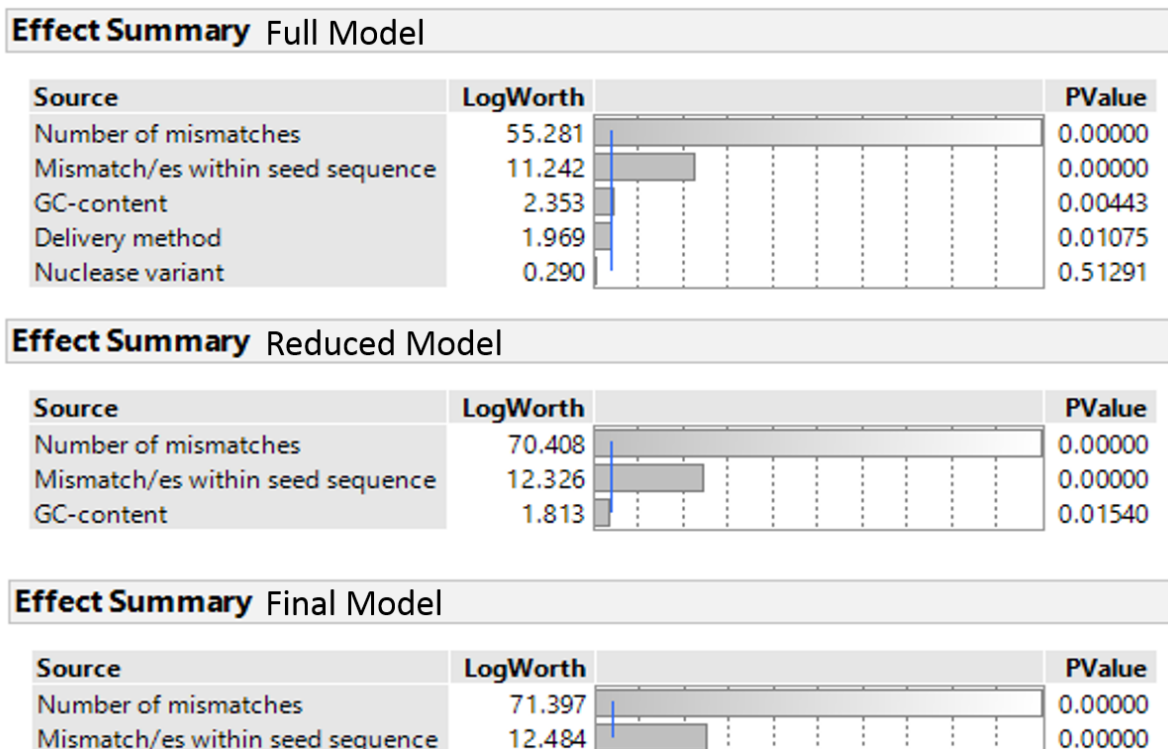 Effect Summary Full Model
Source LogWorth PValue
Number of mismatches 55.281 0.00000
Mismatch/es within seed sequence 11.242 0.00000
GC-content 2.353 0.00443
Delivery method 1.969 0.01075
Nuclease variant 0.290 0.51291
Effect Summary Reduced Model
Source LogWorth PValue
Number of mismatches 70.408 0.00000
Mismatch/es within seed sequence 12.326 0.00000
GC-content 1.813 0.01540
Effect Summary Final Model
Source LogWorth PValue
Number of mismatches 71.397 0.00000
Mismatch/es within seed sequence 12.484 0.00000